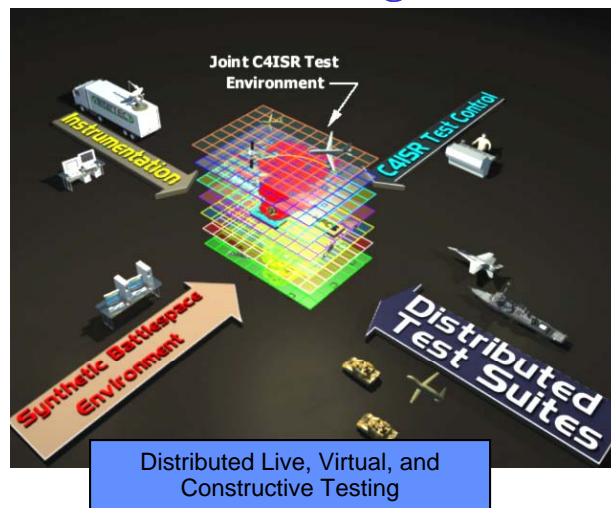 Joint C4ISR Test
Environment
Instrumentation
C4ISR Test Control
Synthetic Battlespace
Environment
Distributed
Test Suites
Distributed Live, Virtual, and
Constructive Testing